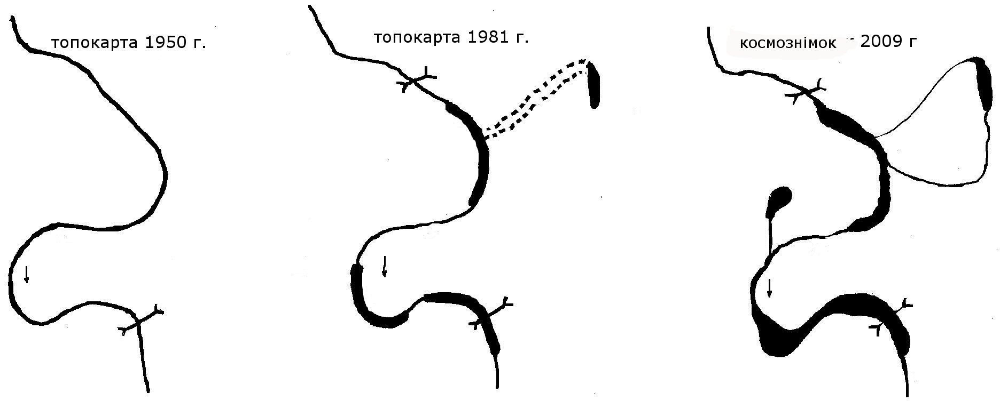 топокарта 1950 г.
топокарта 1981 г.
космознімок 2009 г